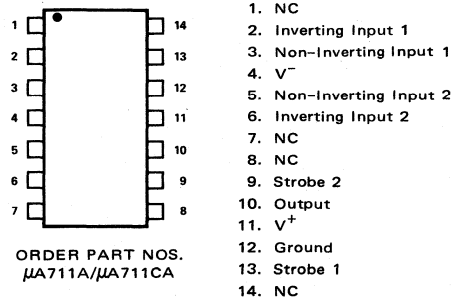 1 14
2 13
3 12
4 11
5 10
6 9
7 8
ORDER PART NOS.
μA711A/μA711CA
1. NC
2. Inverting Input 1
3. Non-Inverting Input 1
4. V⁻
5. Non-Inverting Input 2
6. Inverting Input 2
7. NC
8. NC
9. Strobe 2
10. Output
11. V⁺
12. Ground
13. Strobe 1
14. NC